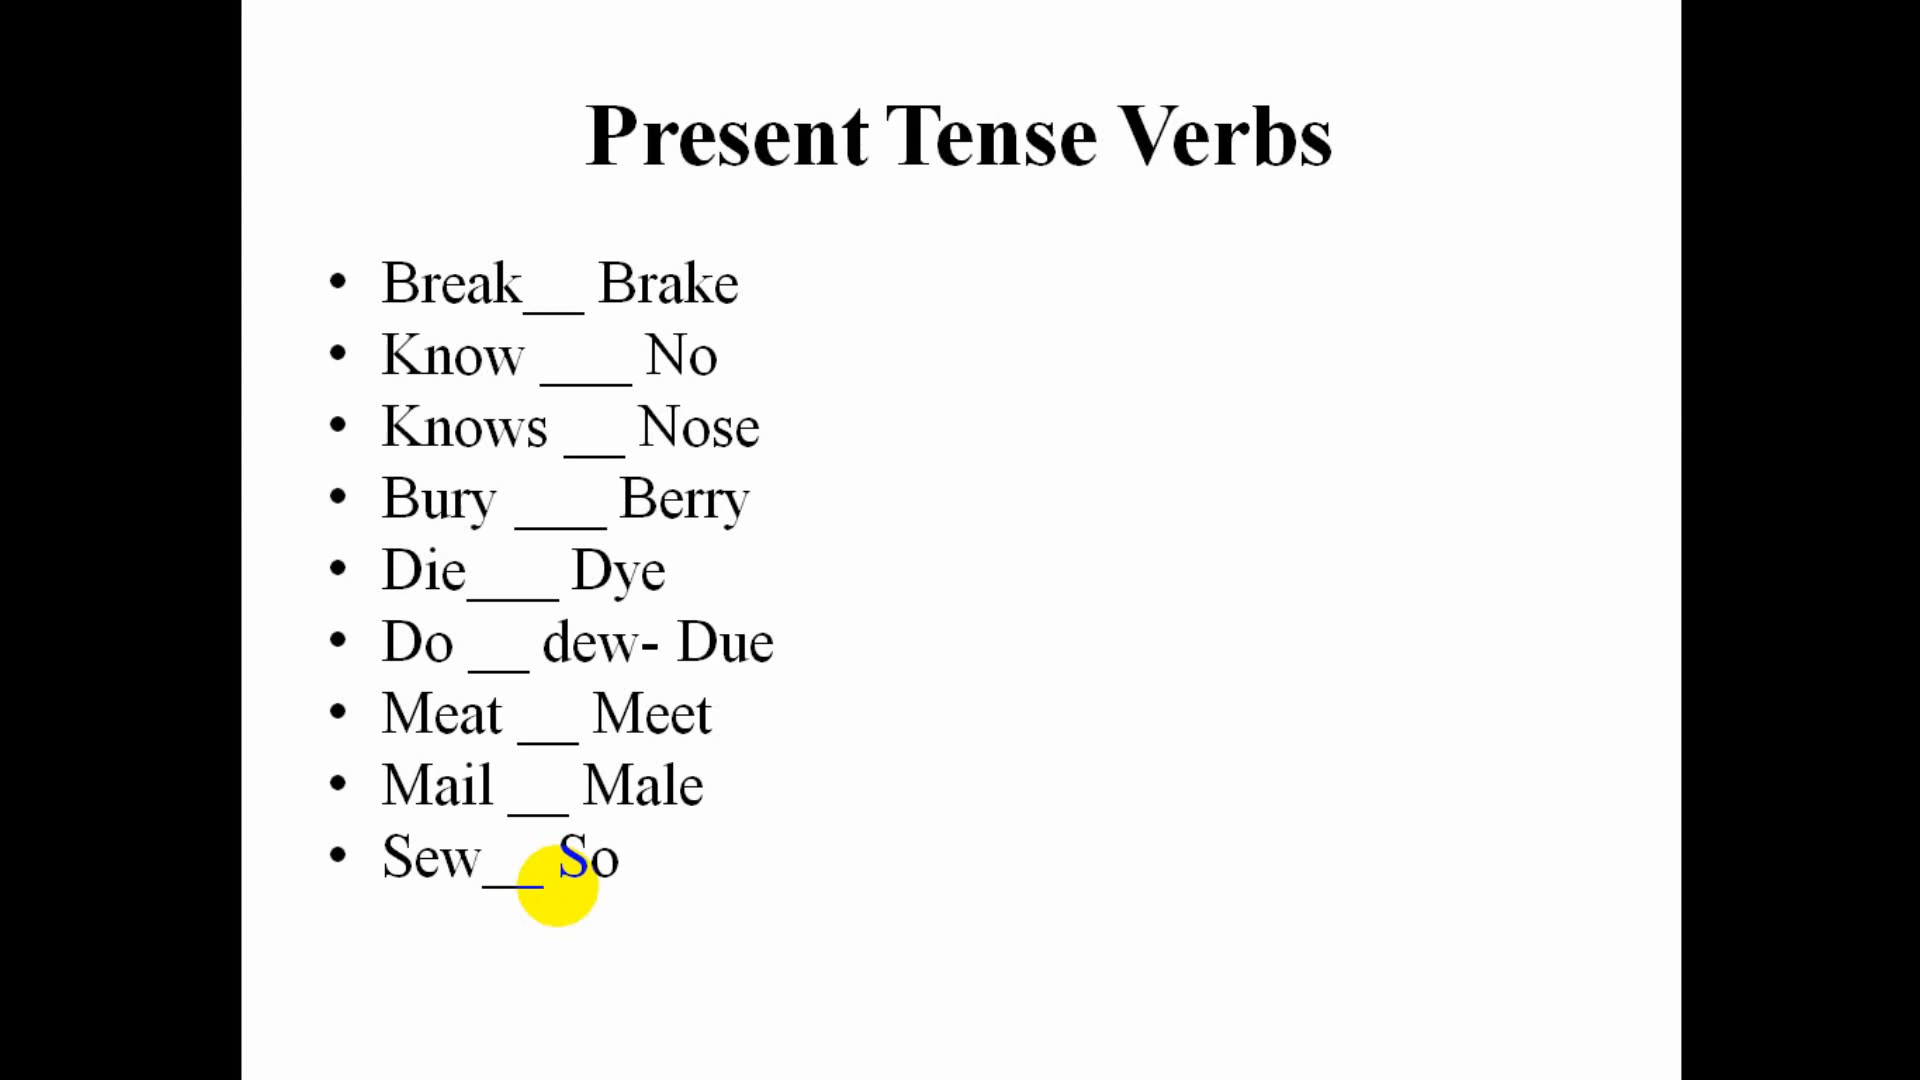 Present Tense Verbs
• Break__ Brake
• Know ___ No
• Knows __ Nose
• Bury ___ Berry
• Die___ Dye
• Do __ dew- Due
• Meat __ Meet
• Mail __ Male
• Sew__ So